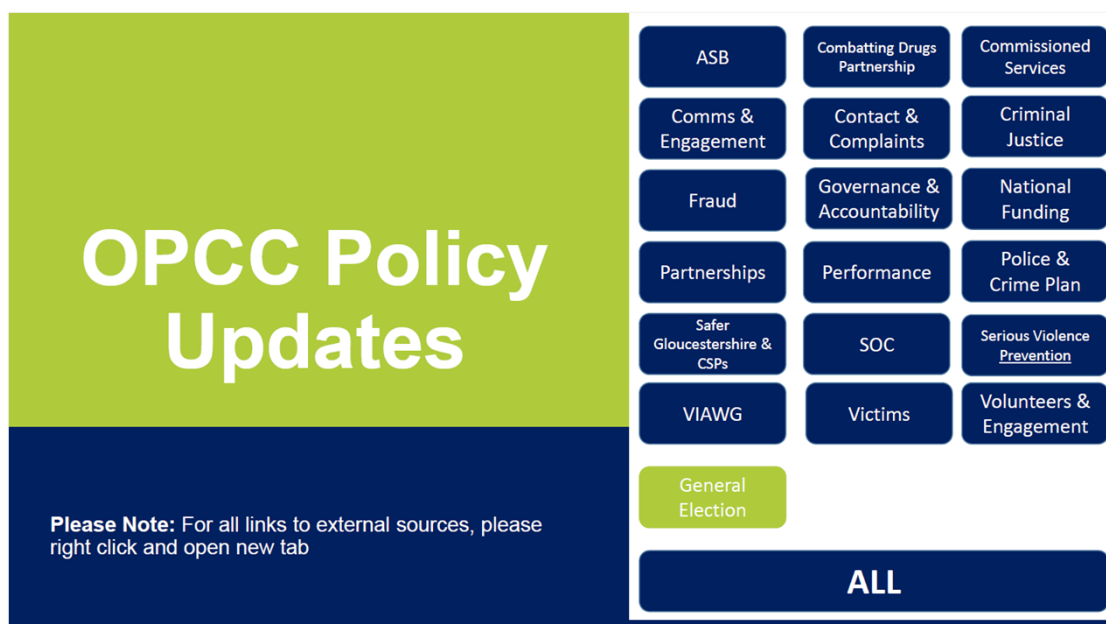 OPCC Policy
Updates
Please Note: For all links to external sources, please
right click and open new tab
ASB
Combatting Drugs
Partnership
Commissioned
Services
Comms &
Engagement
Contact &
Complaints
Criminal
Justice
Fraud
Governance &
Accountability
National
Funding
Partnerships
Performance
Police &
Crime Plan
Safer
Gloucestershire &
CSPs
SOC
Serious Violence
Prevention
VIAWG
Victims
Volunteers &
Engagement
General
Election
ALL